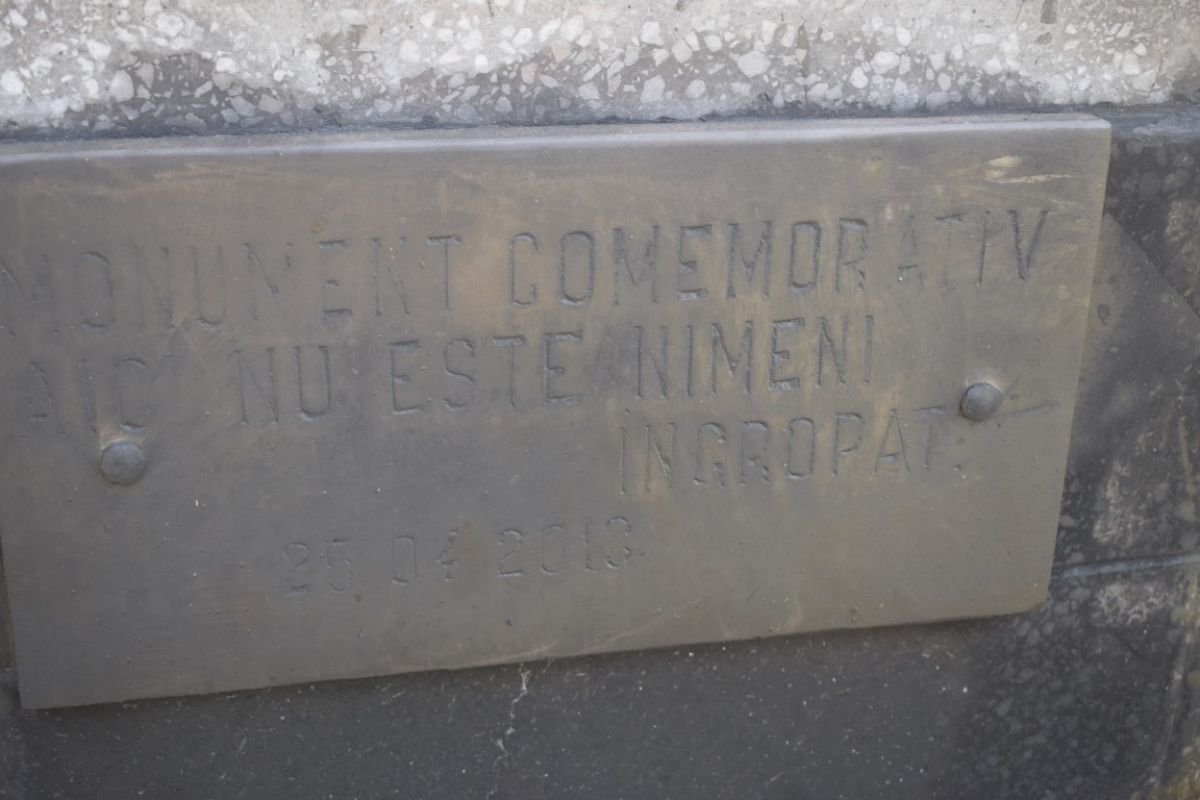 MONUMENT COMEMORATIV
AICI NU ESTE NIMENI
INGROPAT.
25 04 2013